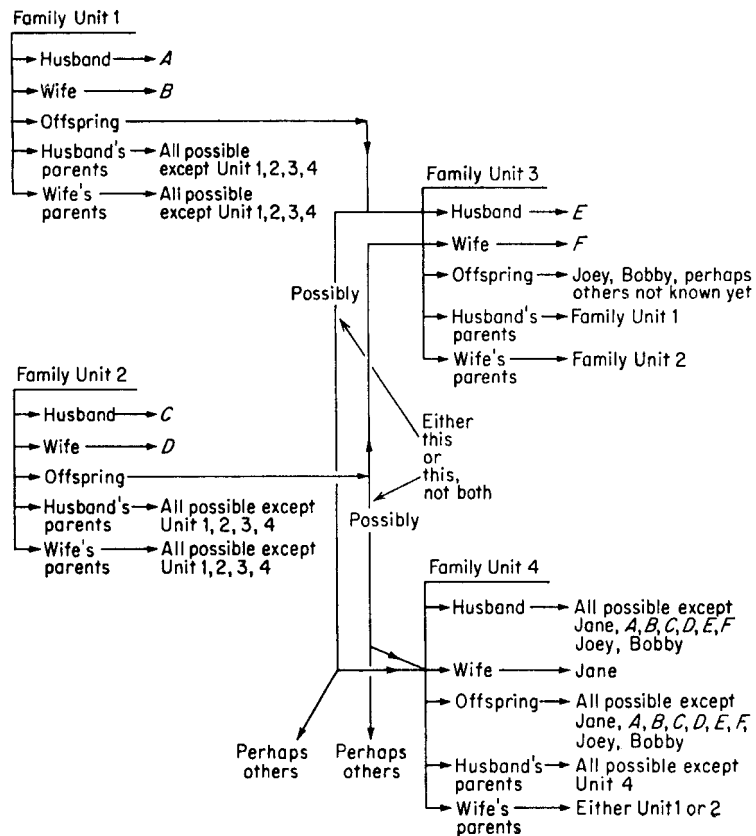 Family Unit 1
Husband A
Wife B
Offspring
Husband's All possible
parents except Unit 1,2,3,4
Wife's All possible
parents except Unit 1,2,3,4
Family Unit 3
Husband E
Wife F
Offspring Joey, Bobby, perhaps
others not known yet
Husband's Family Unit 1
parents
Wife's Family Unit 2
parents
Possibly
Either
this
or
this,
not both
Possibly
Family Unit 2
Husband C
Wife D
Offspring
Husband's All possible except
parents Unit 1, 2, 3, 4
Wife's All possible except
parents Unit 1,2,3,4
Family Unit 4
Husband All possible except
Jane, A, B, C, D, E, F
Joey, Bobby
Wife Jane
Offspring All possible except
Jane, A, B, C, D, E, F,
Joey, Bobby
Husband's All possible except
parents Unit 4
Wife's Either Unit 1 or 2
parents
Perhaps
others
Perhaps
others